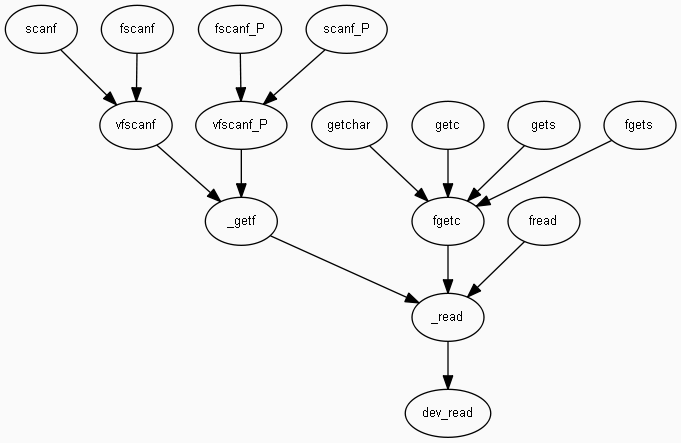 scanf
fscanf
fscanf_P
scanf_P
vfscanf
vfscanf_P
getchar
getc
gets
fgets
_getf
fgetc
fread
_read
dev_read